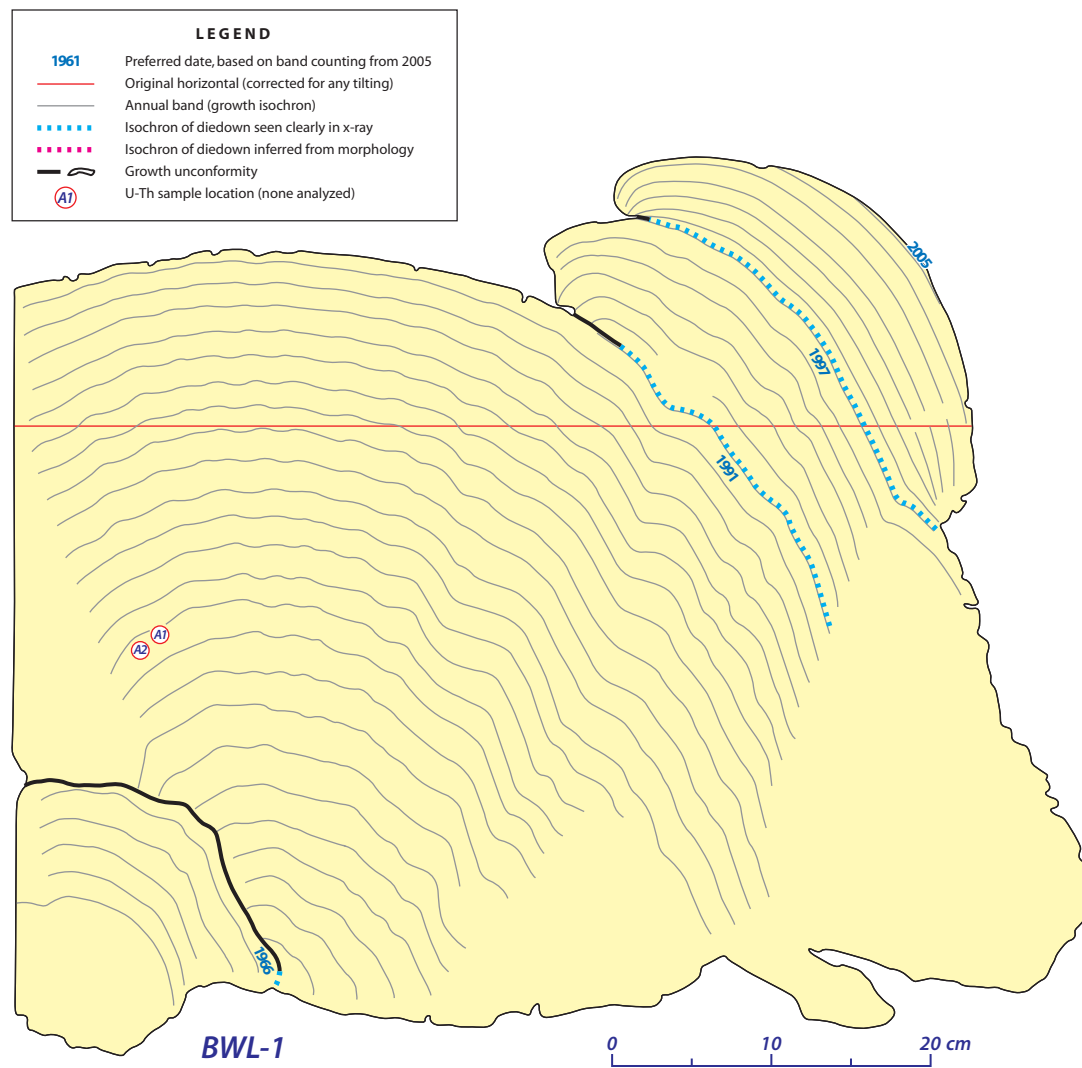 LEGEND
1961 Preferred date, based on band counting from 2005
Original horizontal (corrected for any tilting)
Annual band (growth isochron)
Isochron of diedown seen clearly in x-ray
Isochron of diedown inferred from morphology
Growth unconformity
A1 U-Th sample location (none analyzed)
2005
1997
1991
A1
A2
1966
BWL-1
0 10 20 cm